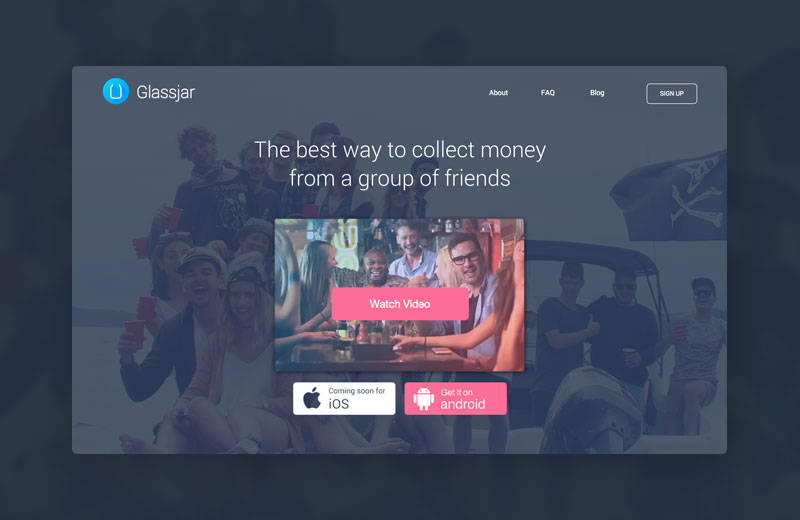 Glassjar
About
FAQ
Blog
SIGN UP
The best way to collect money
from a group of friends
Watch Video
Coming soon for
iOS
Get it on
android